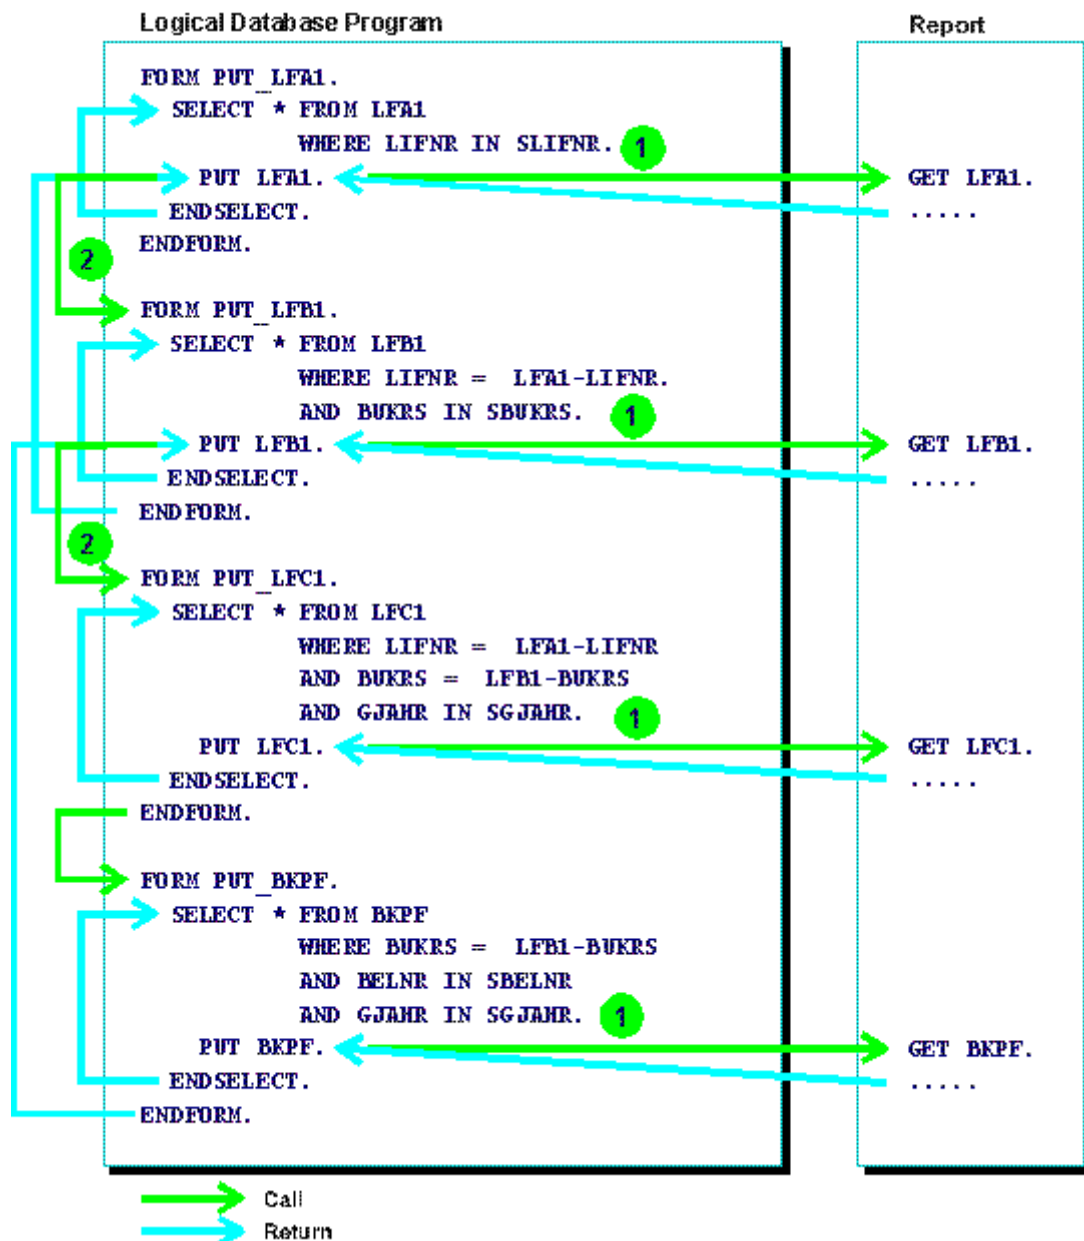 Logical Database Program
Report
FORM PUT_LFA1.
SELECT * FROM LFA1
WHERE LIFNR IN SLIFNR. 1
PUT LFA1. GET LFA1.
ENDSELECT. .....
ENDFORM.
2
FORM PUT_LFB1.
SELECT * FROM LFB1
WHERE LIFNR = LFA1-LIFNR.
AND BUKRS IN SBUKRS. 1
PUT LFB1. GET LFB1.
ENDSELECT. .....
ENDFORM.
2
FORM PUT_LFC1.
SELECT * FROM LFC1
WHERE LIFNR = LFA1-LIFNR
AND BUKRS = LFB1-BUKRS
AND GJAHR IN SGJAHR. 1
PUT LFC1. GET LFC1.
ENDSELECT. .....
ENDFORM.
FORM PUT_BKPF.
SELECT * FROM BKPF
WHERE BUKRS = LFB1-BUKRS
AND BELNR IN SBELNR
AND GJAHR IN SGJAHR. 1
PUT BKPF. GET BKPF.
ENDSELECT. .....
ENDFORM.
Call
Return